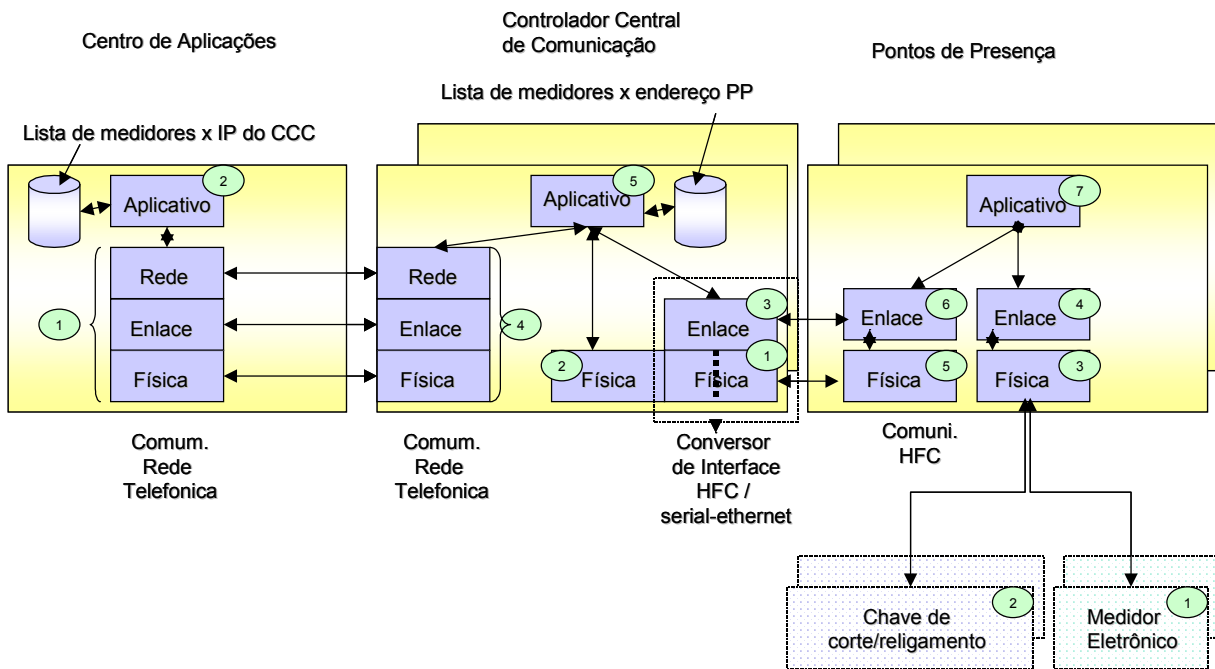 Centro de Aplicações
Controlador Central
de Comunicação
Pontos de Presença
Lista de medidores x IP do CCC
Lista de medidores x endereço PP
2
Aplicativo
1
Rede
Enlace
Física
5
Aplicativo
Rede
Enlace
Física
4
3
Enlace
2
Física
1
Física
7
Aplicativo
6
Enlace
4
Enlace
5
Física
3
Física
Comum.
Rede
Telefonica
Comum.
Rede
Telefonica
Conversor
de Interface
HFC /
serial-ethernet
Comuni.
HFC
2
Chave de
corte/religamento
1
Medidor
Eletrônico